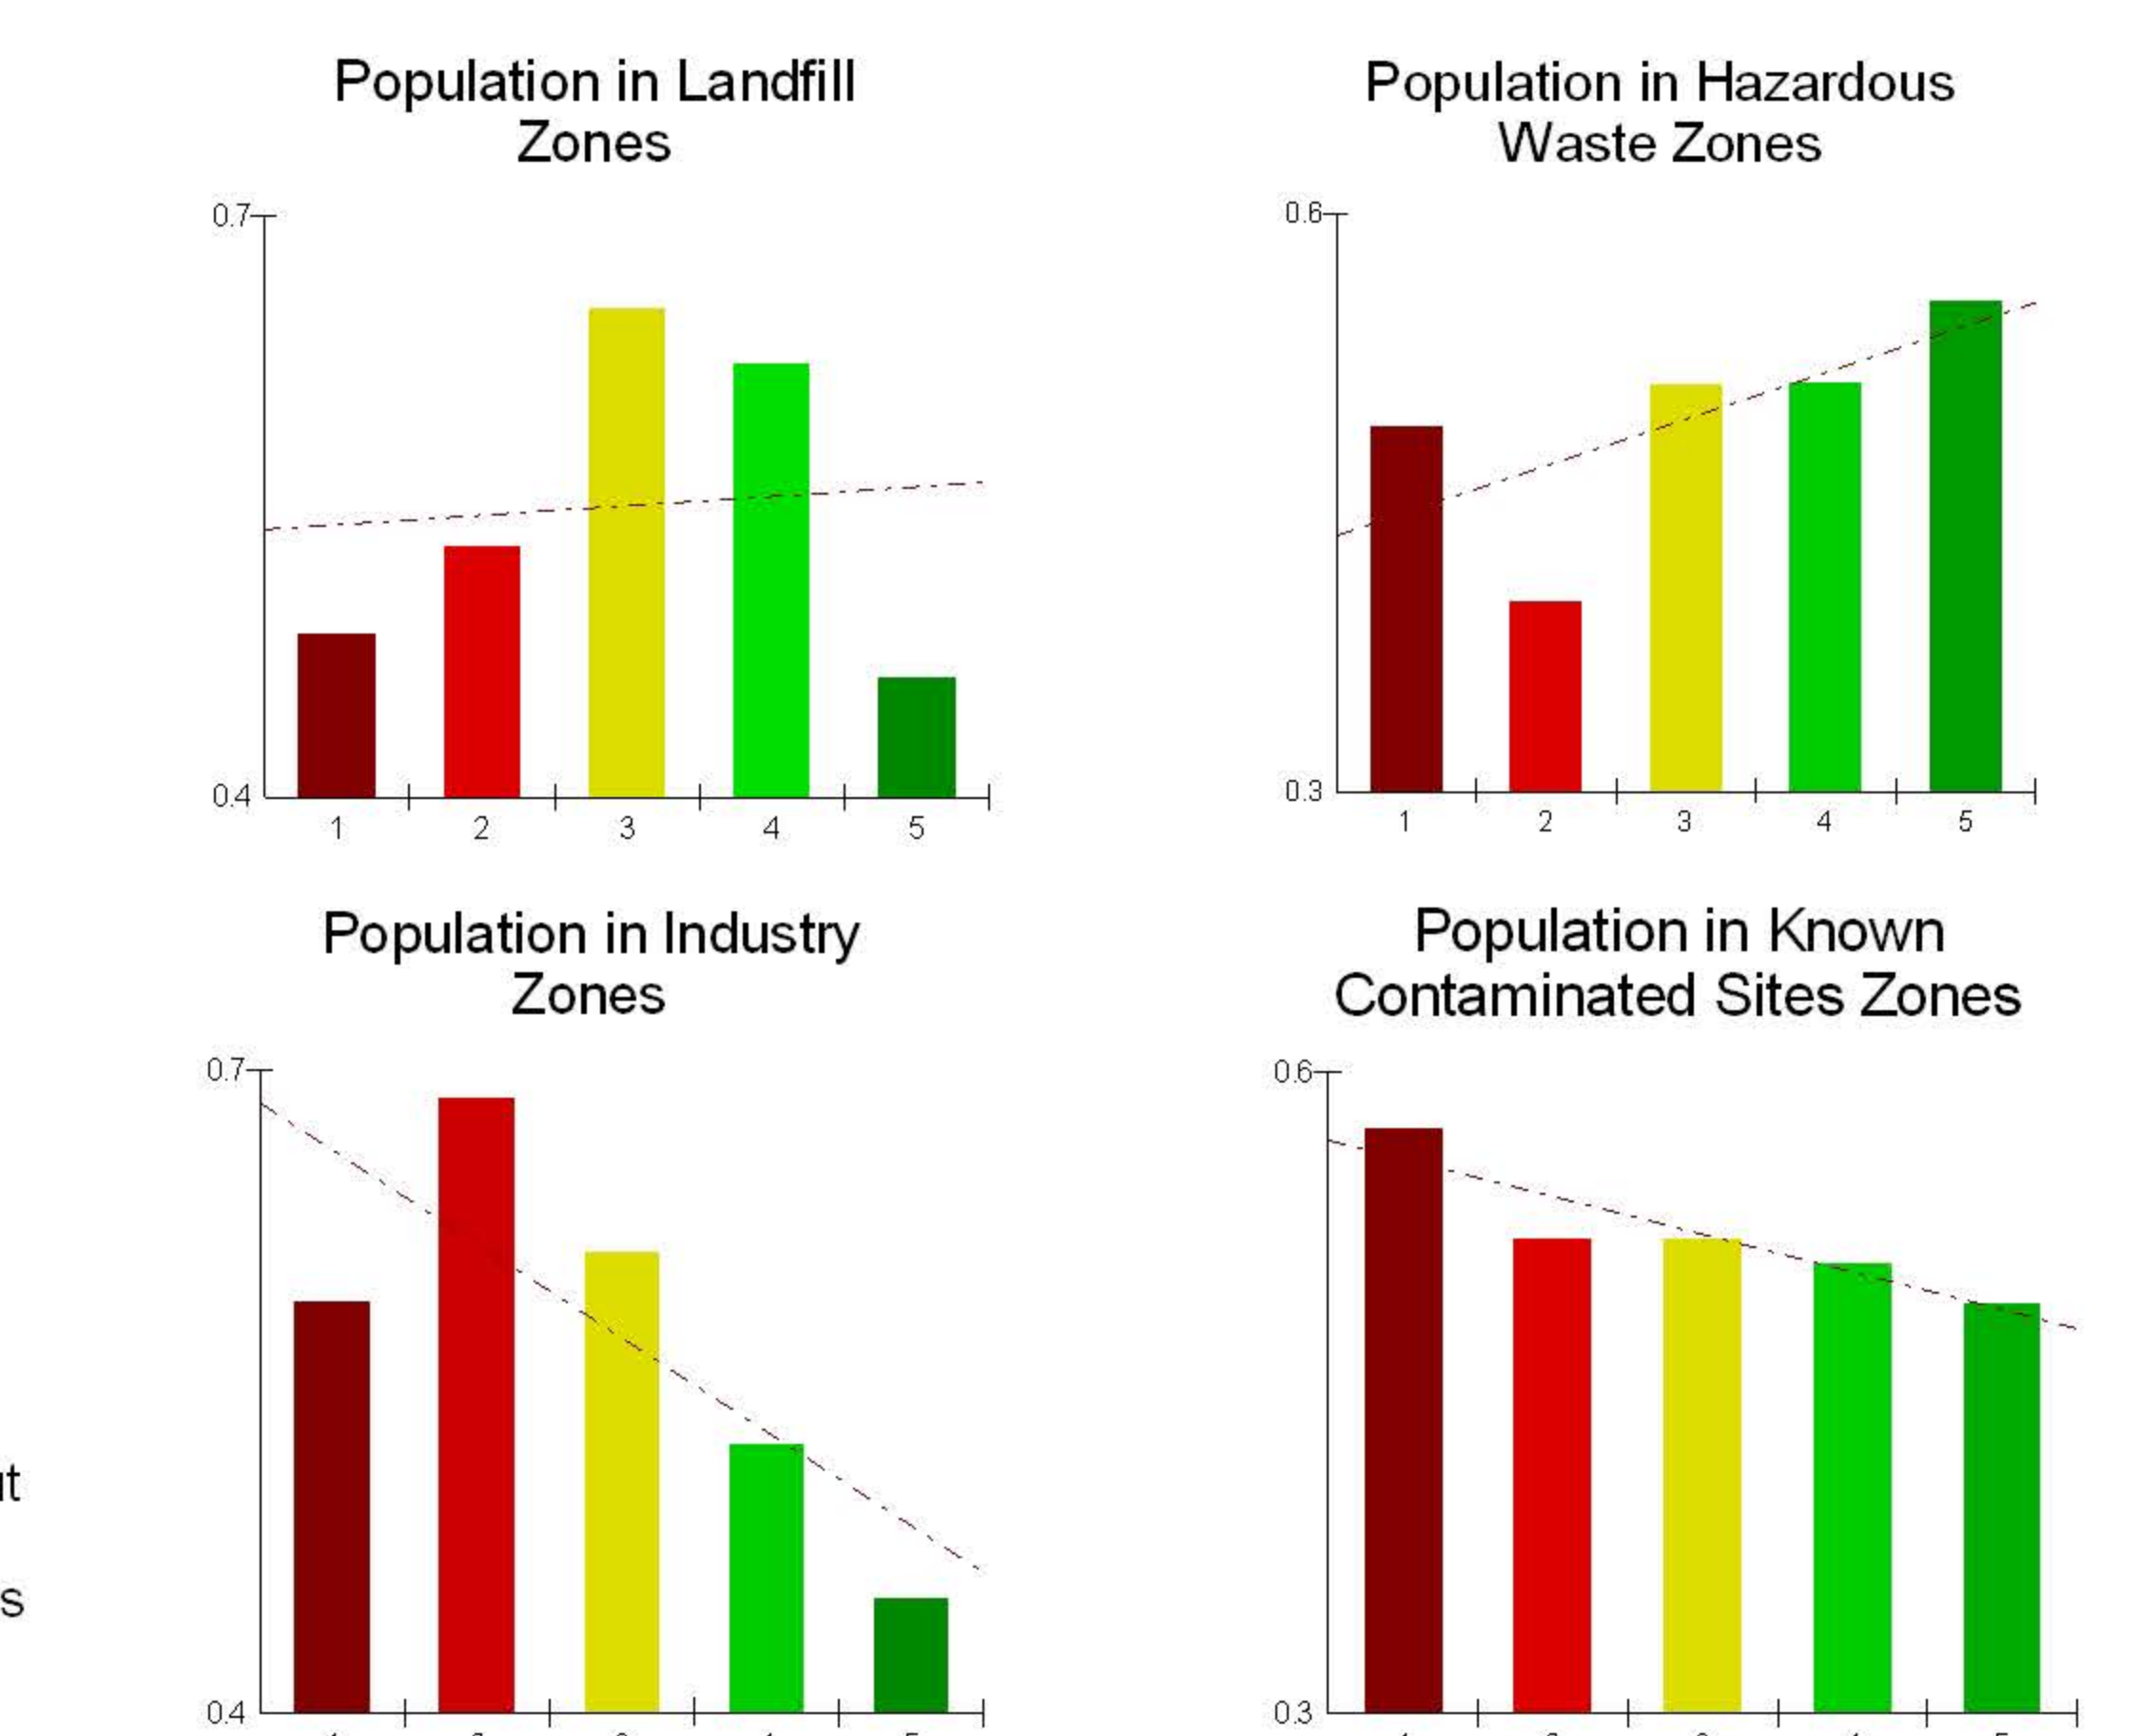 Population in Landfill
Zones
0.7
0.4
1 2 3 4 5
Population in Hazardous
Waste Zones
0.6
0.3
1 2 3 4 5
Population in Industry
Zones
0.7
0.4
Population in Known
Contaminated Sites Zones
0.6
0.3